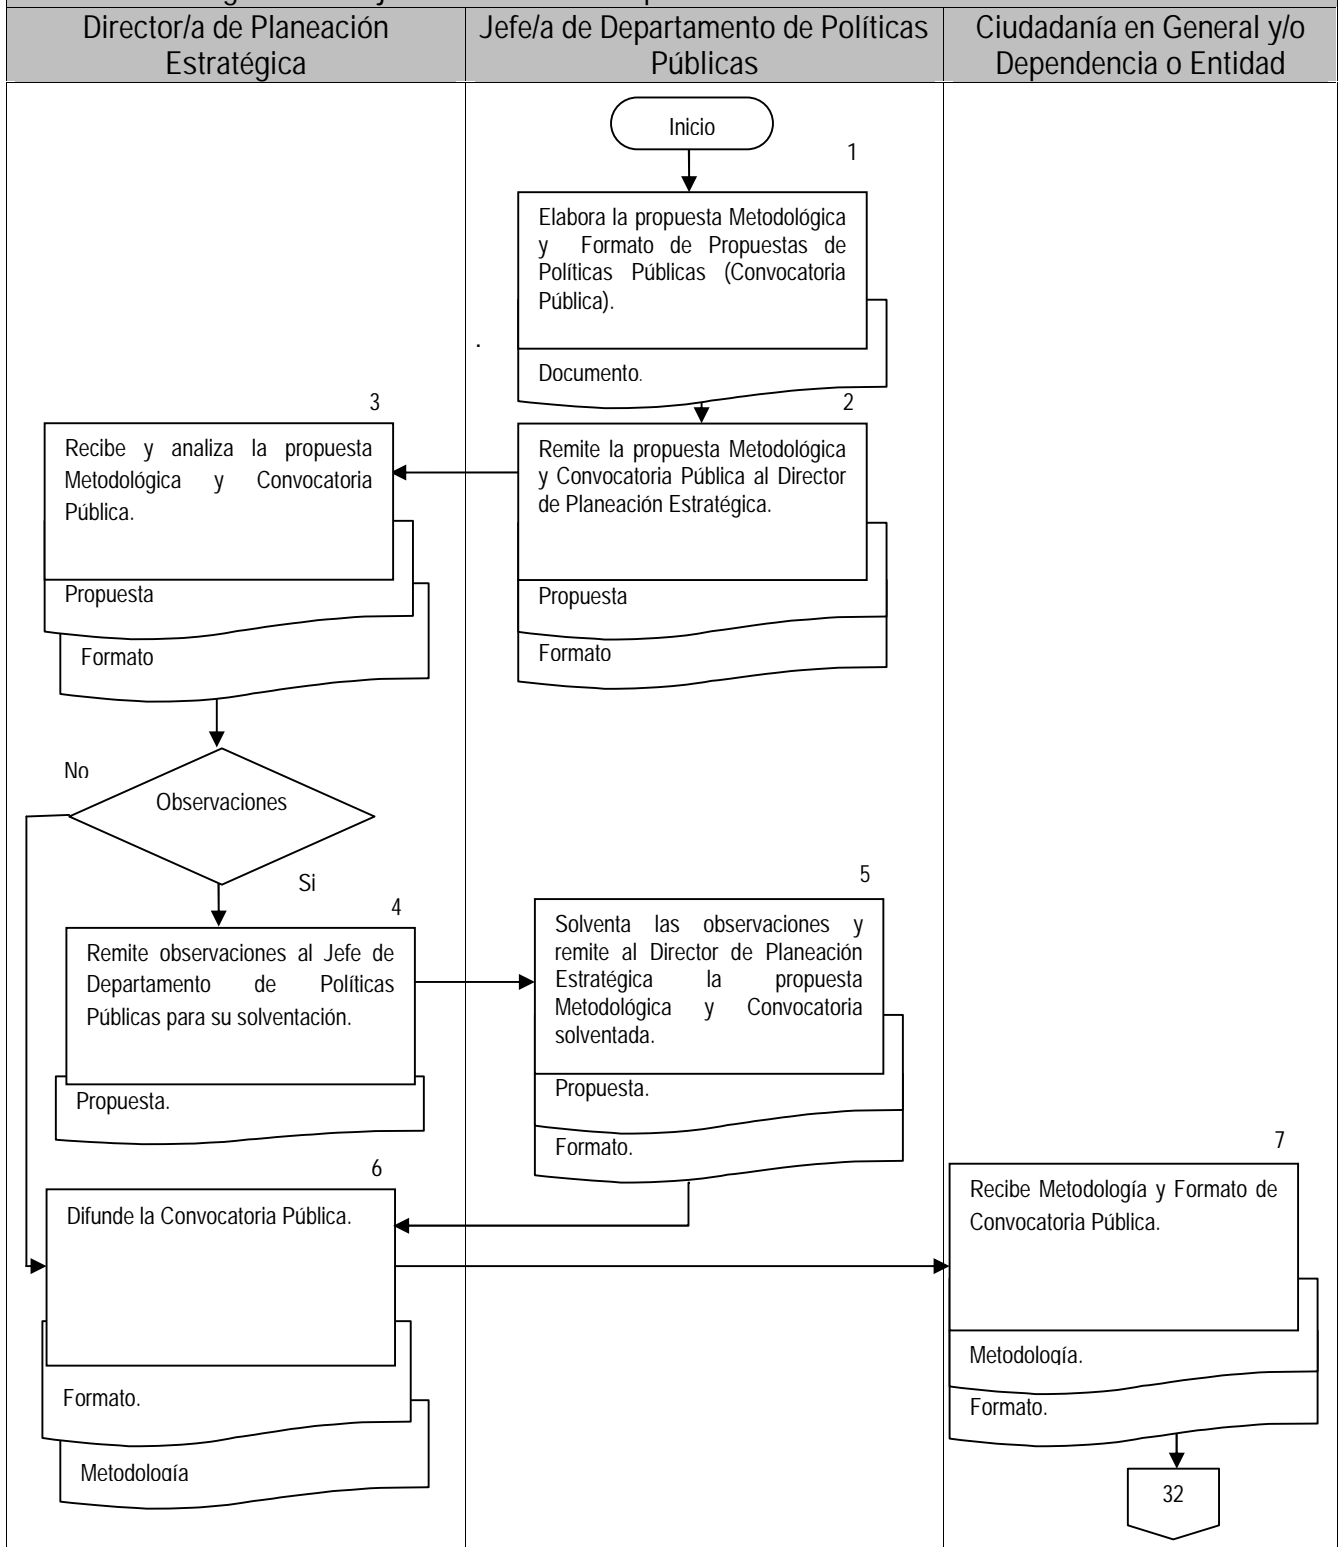 Director/a de Planeación
Estratégica
Jefe/a de Departamento de Políticas
Públicas
Ciudadanía en General y/o
Dependencia o Entidad
Inicio
1
Elabora la propuesta Metodológica
y Formato de Propuestas de
Políticas Públicas (Convocatoria
Pública).
.
Documento.
2
Remite la propuesta Metodológica
y Convocatoria Pública al Director
de Planeación Estratégica.
Propuesta
Formato
3
Recibe y analiza la propuesta
Metodológica y Convocatoria
Pública.
Propuesta
Formato
No
Observaciones
Si
4
Remite observaciones al Jefe de
Departamento de Políticas
Públicas para su solventación.
Propuesta.
5
Solventa las observaciones y
remite al Director de Planeación
Estratégica la propuesta
Metodológica y Convocatoria
solventada.
Propuesta.
Formato.
6
Difunde la Convocatoria Pública.
Formato.
Metodología
7
Recibe Metodología y Formato de
Convocatoria Pública.
Metodología.
Formato.
32